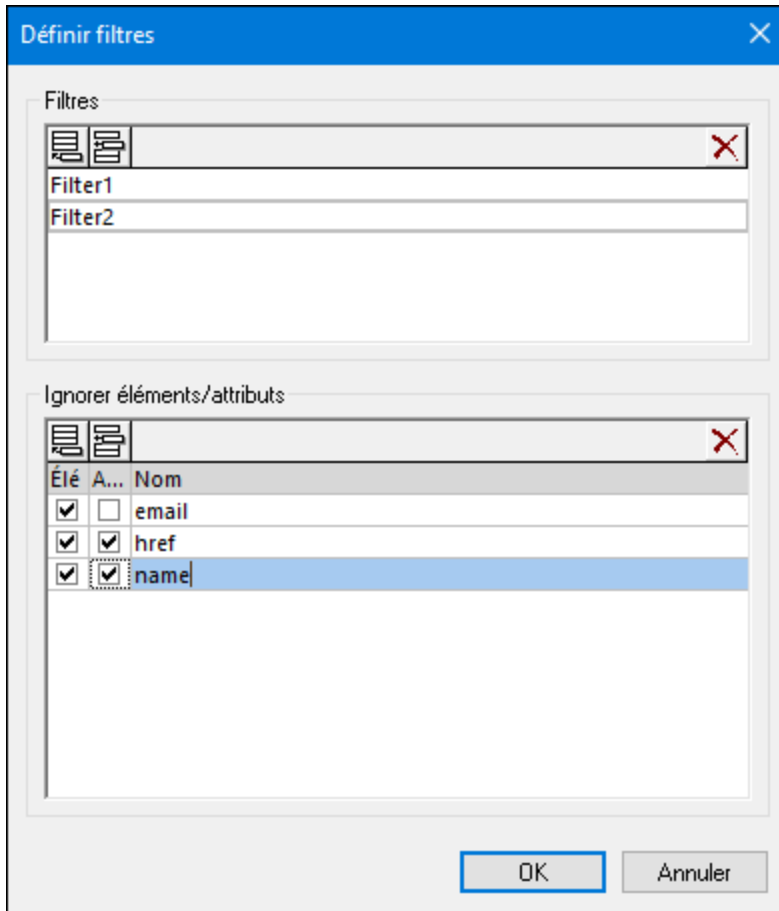 Définir filtres
Filtres
Filter1
Filter2
Ignorer éléments/attributs
Élé A... Nom
email
href
name
OK Annuler